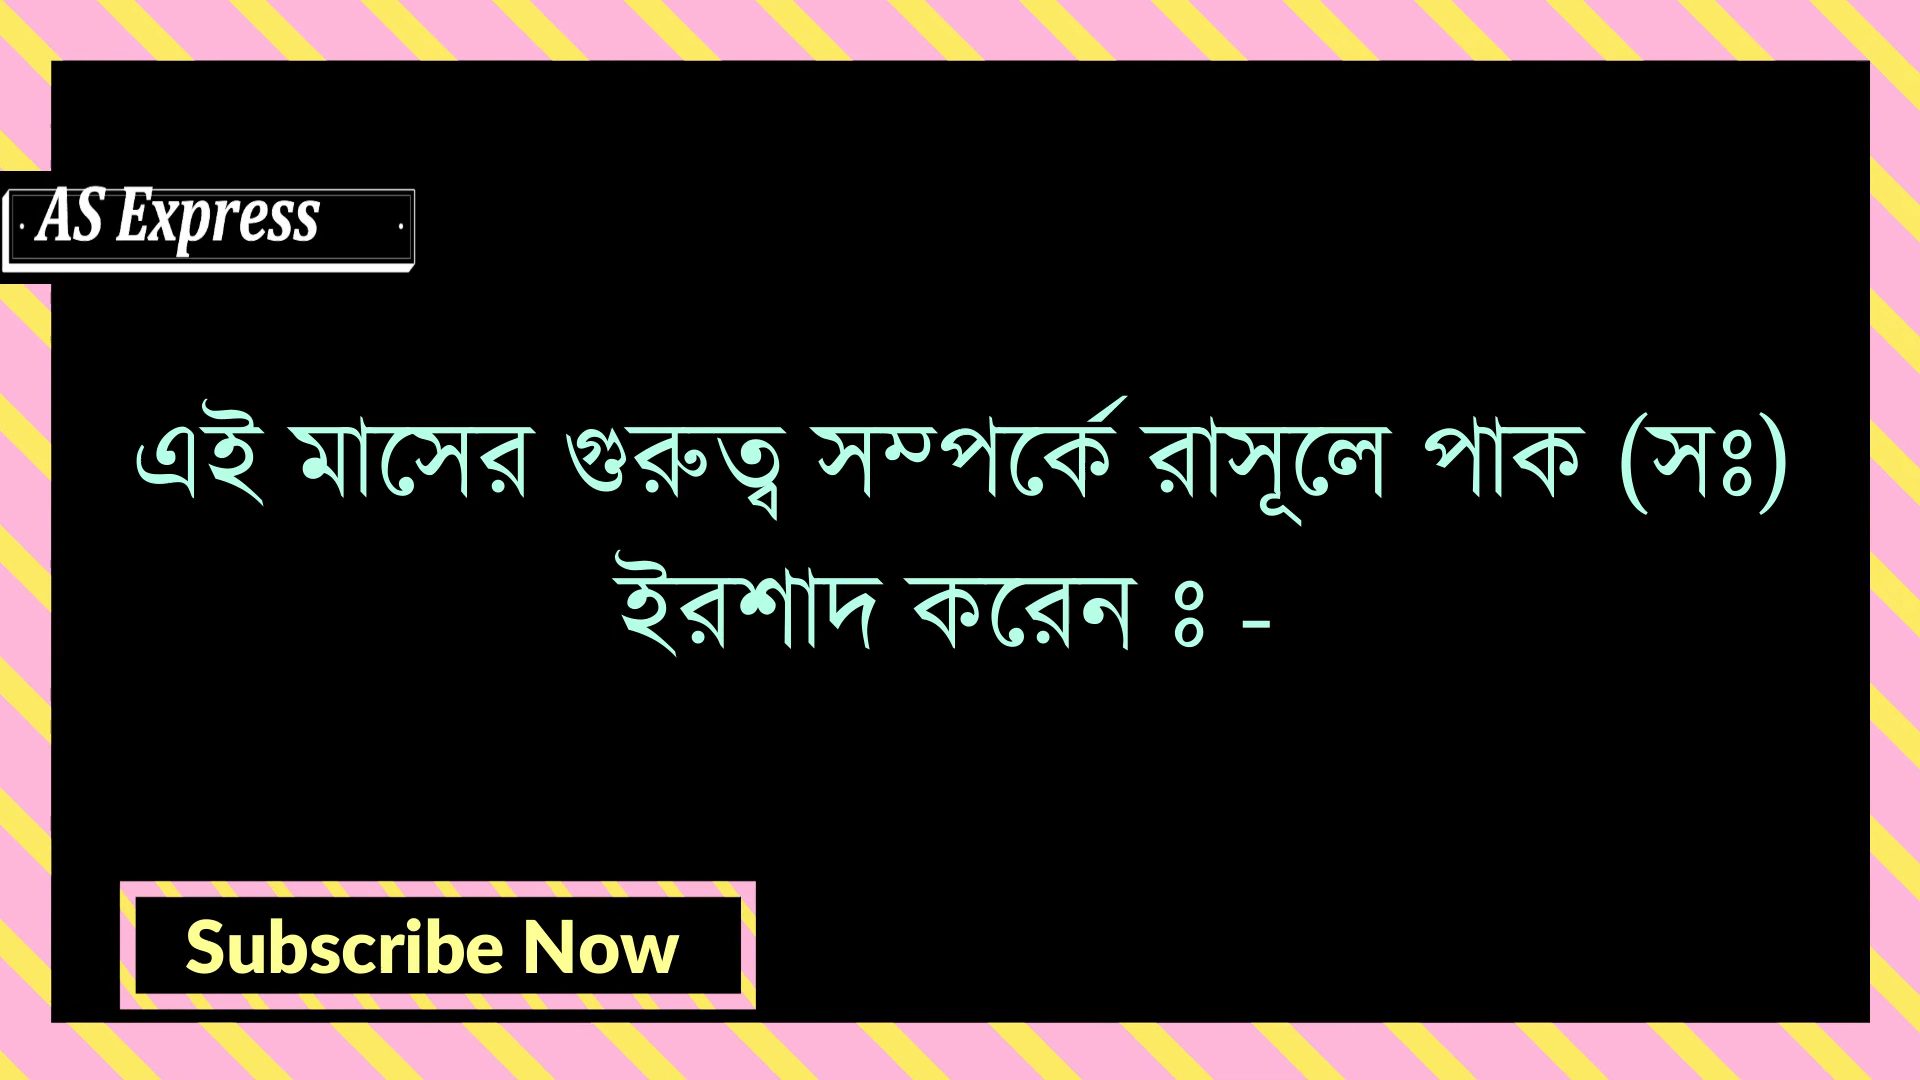 AS Express
এই মাসের গুরুত্ব সম্পর্কে রাসূলে পাক (সঃ)
ইরশাদ করেন ঃ -
Subscribe Now